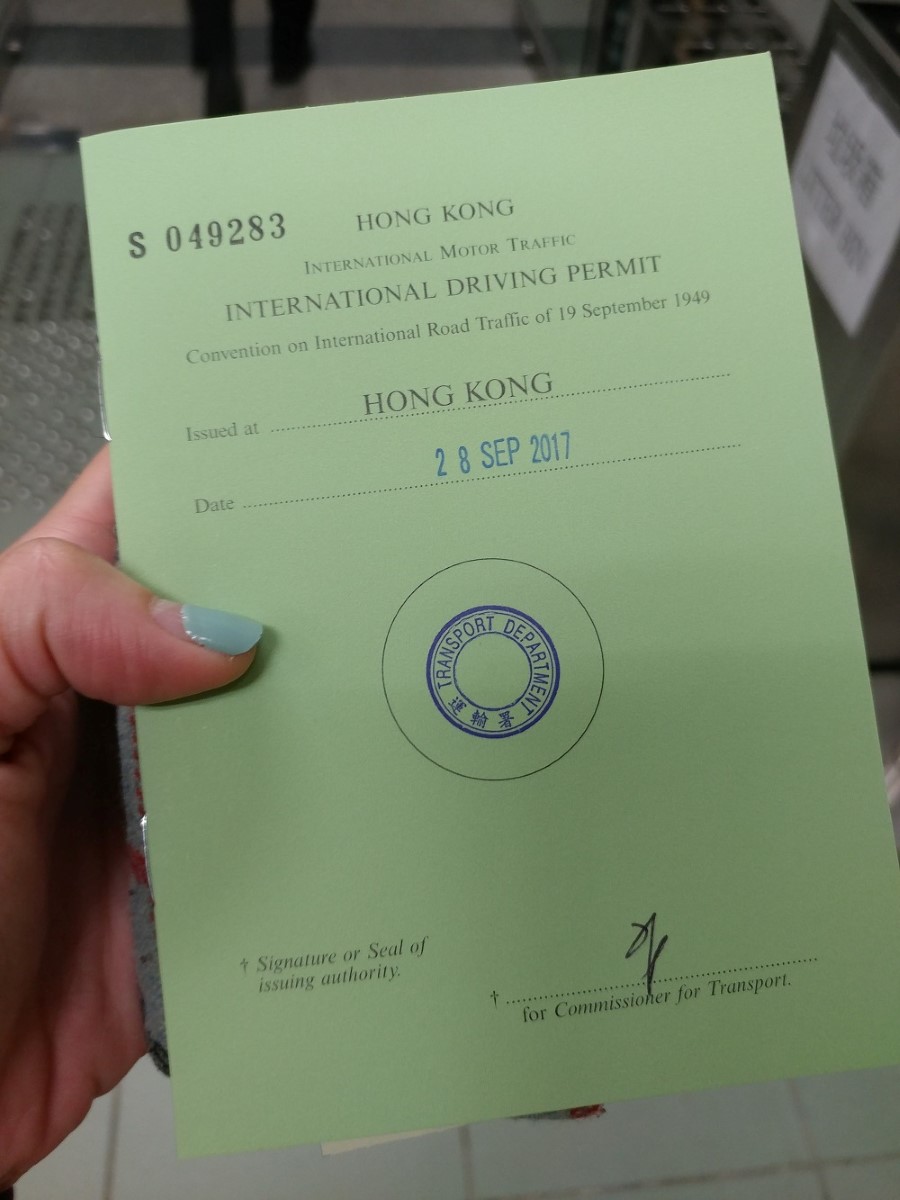 S 049283
HONG KONG
INTERNATIONAL MOTOR TRAFFIC
INTERNATIONAL DRIVING PERMIT
Convention on International Road Traffic of 19 September 1949
Issued at HONG KONG
Date 28 SEP 2017
TRANSPORT DEPARTMENT
運輸署
† Signature or Seal of
issuing authority.
†
for Commissioner for Transport.